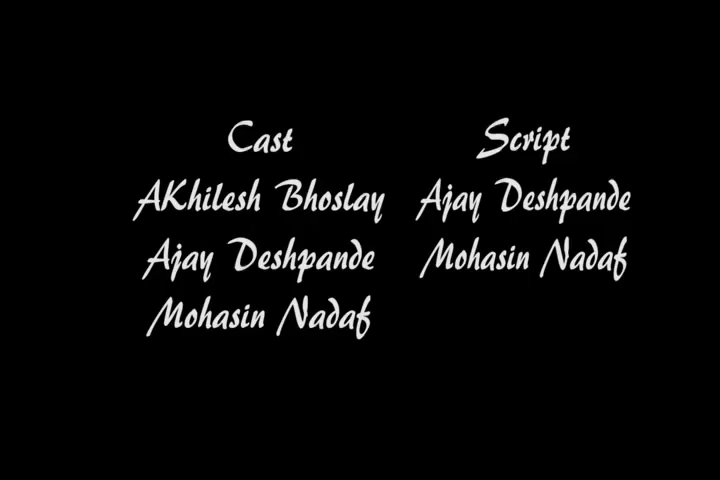 Cast
AKhilesh Bhoslay
Ajay Deshpande
Mohasin Nadaf
Script
Ajay Deshpande
Mohasin Nadaf